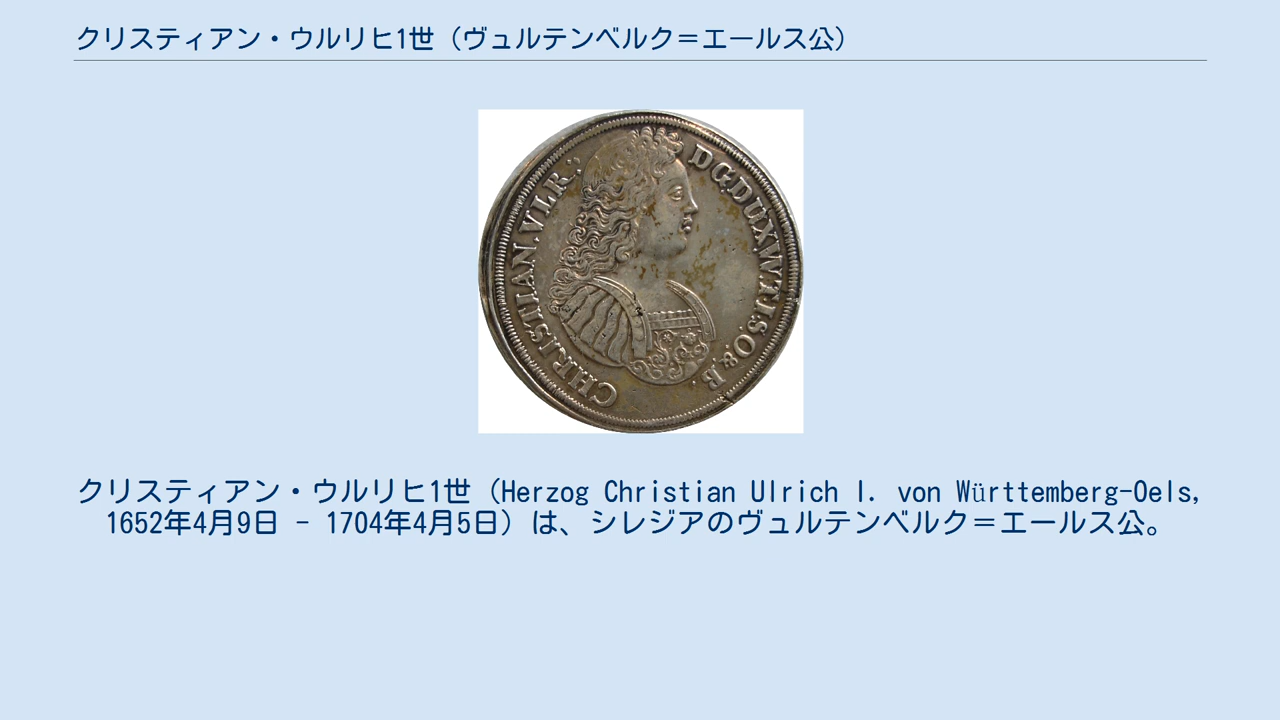 クリスティアン・ウルリヒ1世（ヴュルテンベルク＝エールス公）
CHRISTIAN.VLR. D.G.DUX.W.T.I.S.O.& B.
クリスティアン・ウルリヒ1世（Herzog Christian Ulrich I. von Württemberg-Oels,
1652年4月9日 - 1704年4月5日）は、シレジアのヴュルテンベルク＝エールス公。